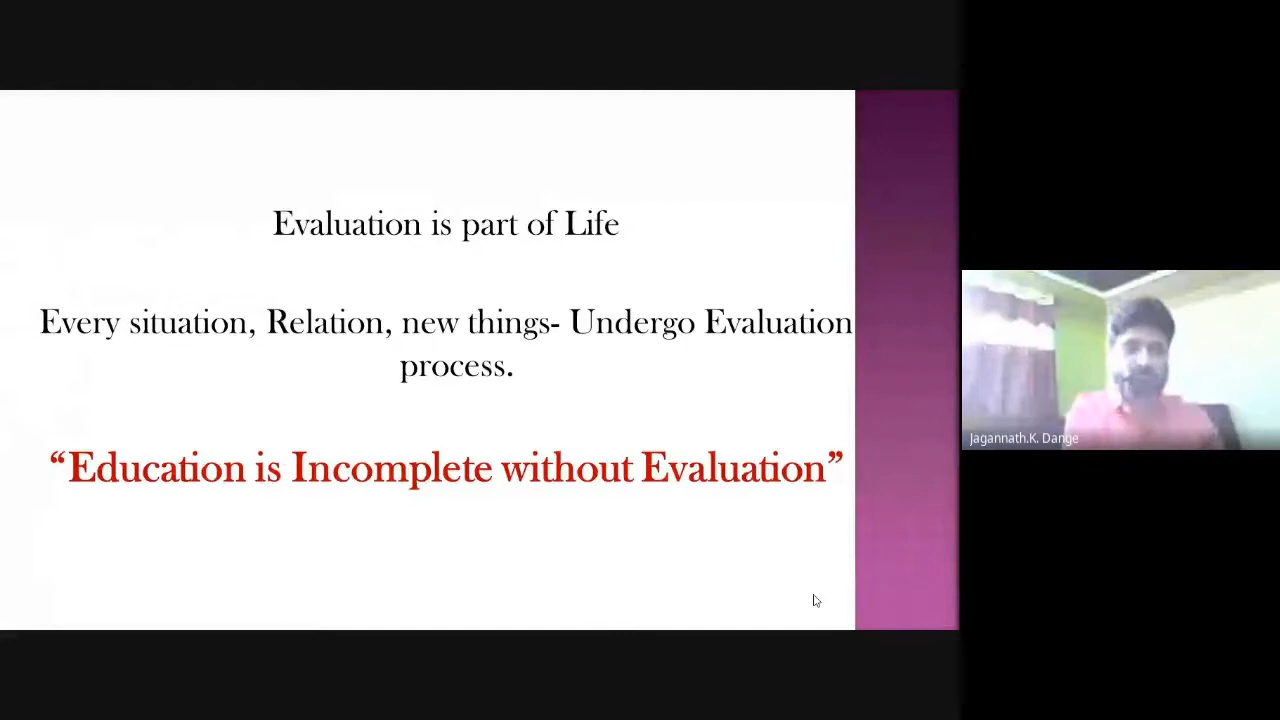 Evaluation is part of Life
Every situation, Relation, new things- Undergo Evaluation
process.
“Education is Incomplete without Evaluation”
Jagannath.K. Dange